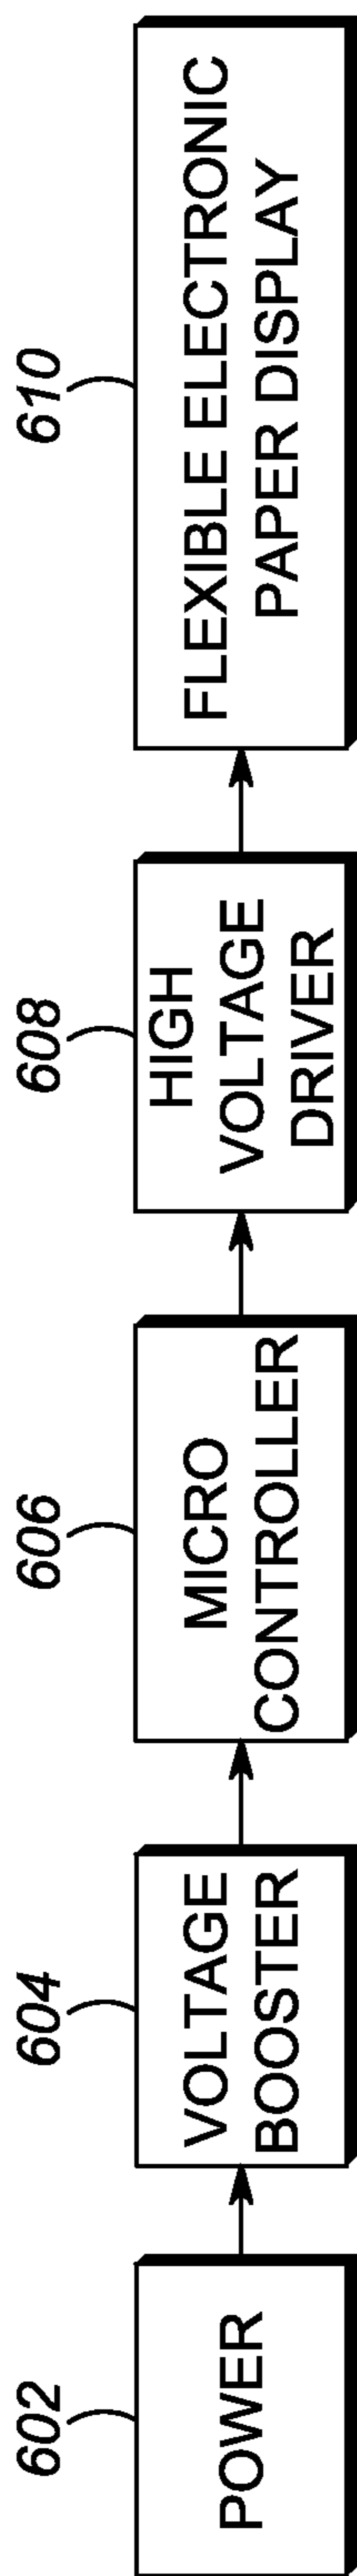 602
POWER
604
VOLTAGE
BOOSTER
606
MICRO
CONTROLLER
608
HIGH
VOLTAGE
DRIVER
610
FLEXIBLE ELECTRONIC
PAPER DISPLAY